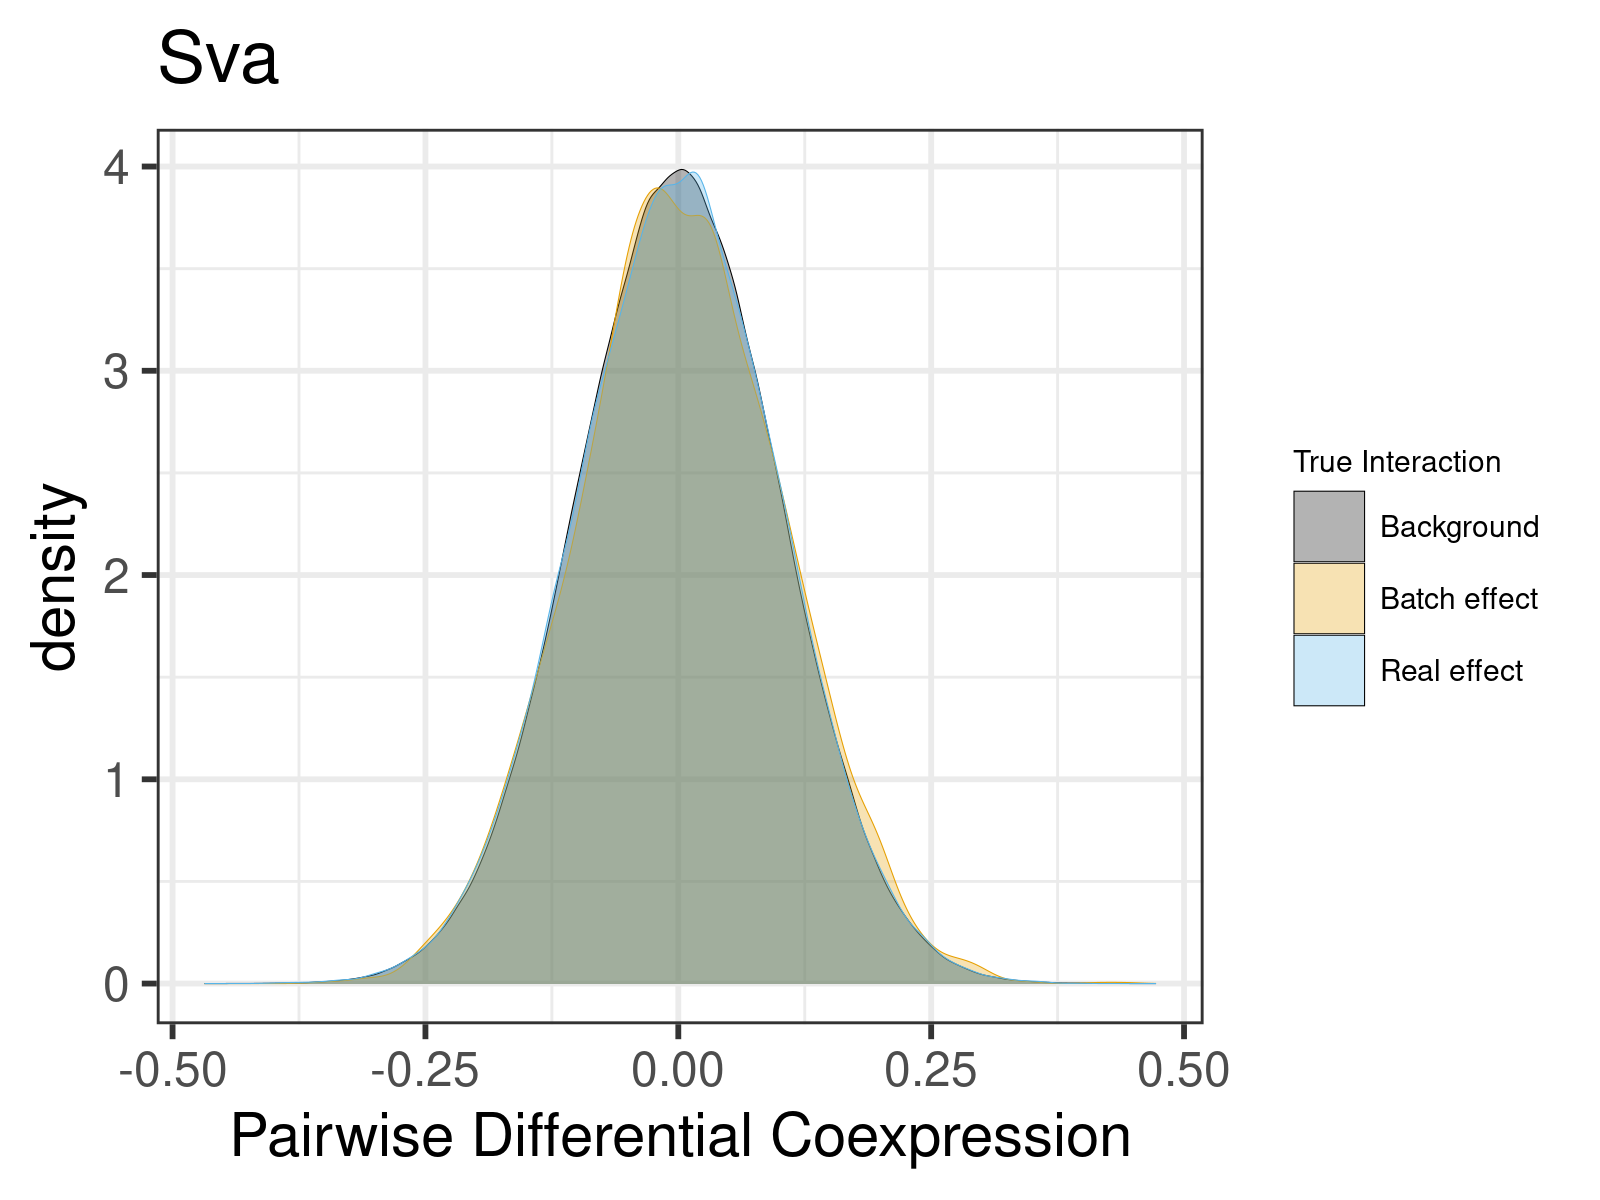 Sva
4
3
2
1
0
density
-0.50
-0.25
0.00
0.25
0.50
Pairwise Differential Coexpression
True Interaction
Background
Batch effect
Real effect